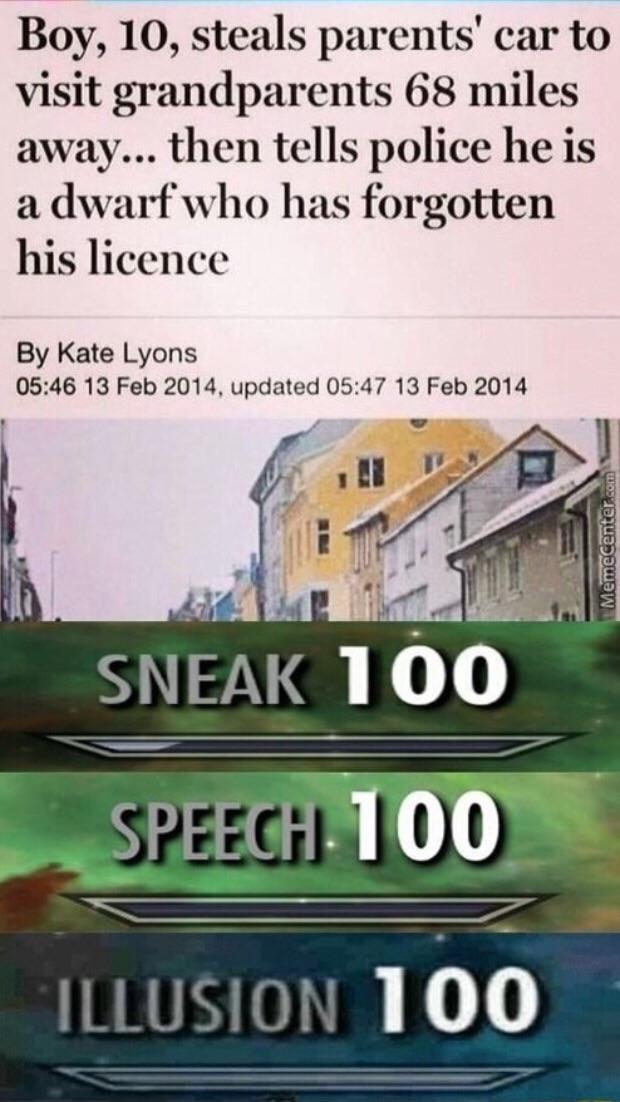 Boy, 10, steals parents' car to
visit grandparents 68 miles
away... then tells police he is
a dwarf who has forgotten
his licence
By Kate Lyons
05:46 13 Feb 2014, updated 05:47 13 Feb 2014
MemeCenter.com
SNEAK 100
SPEECH 100
ILLUSION 100